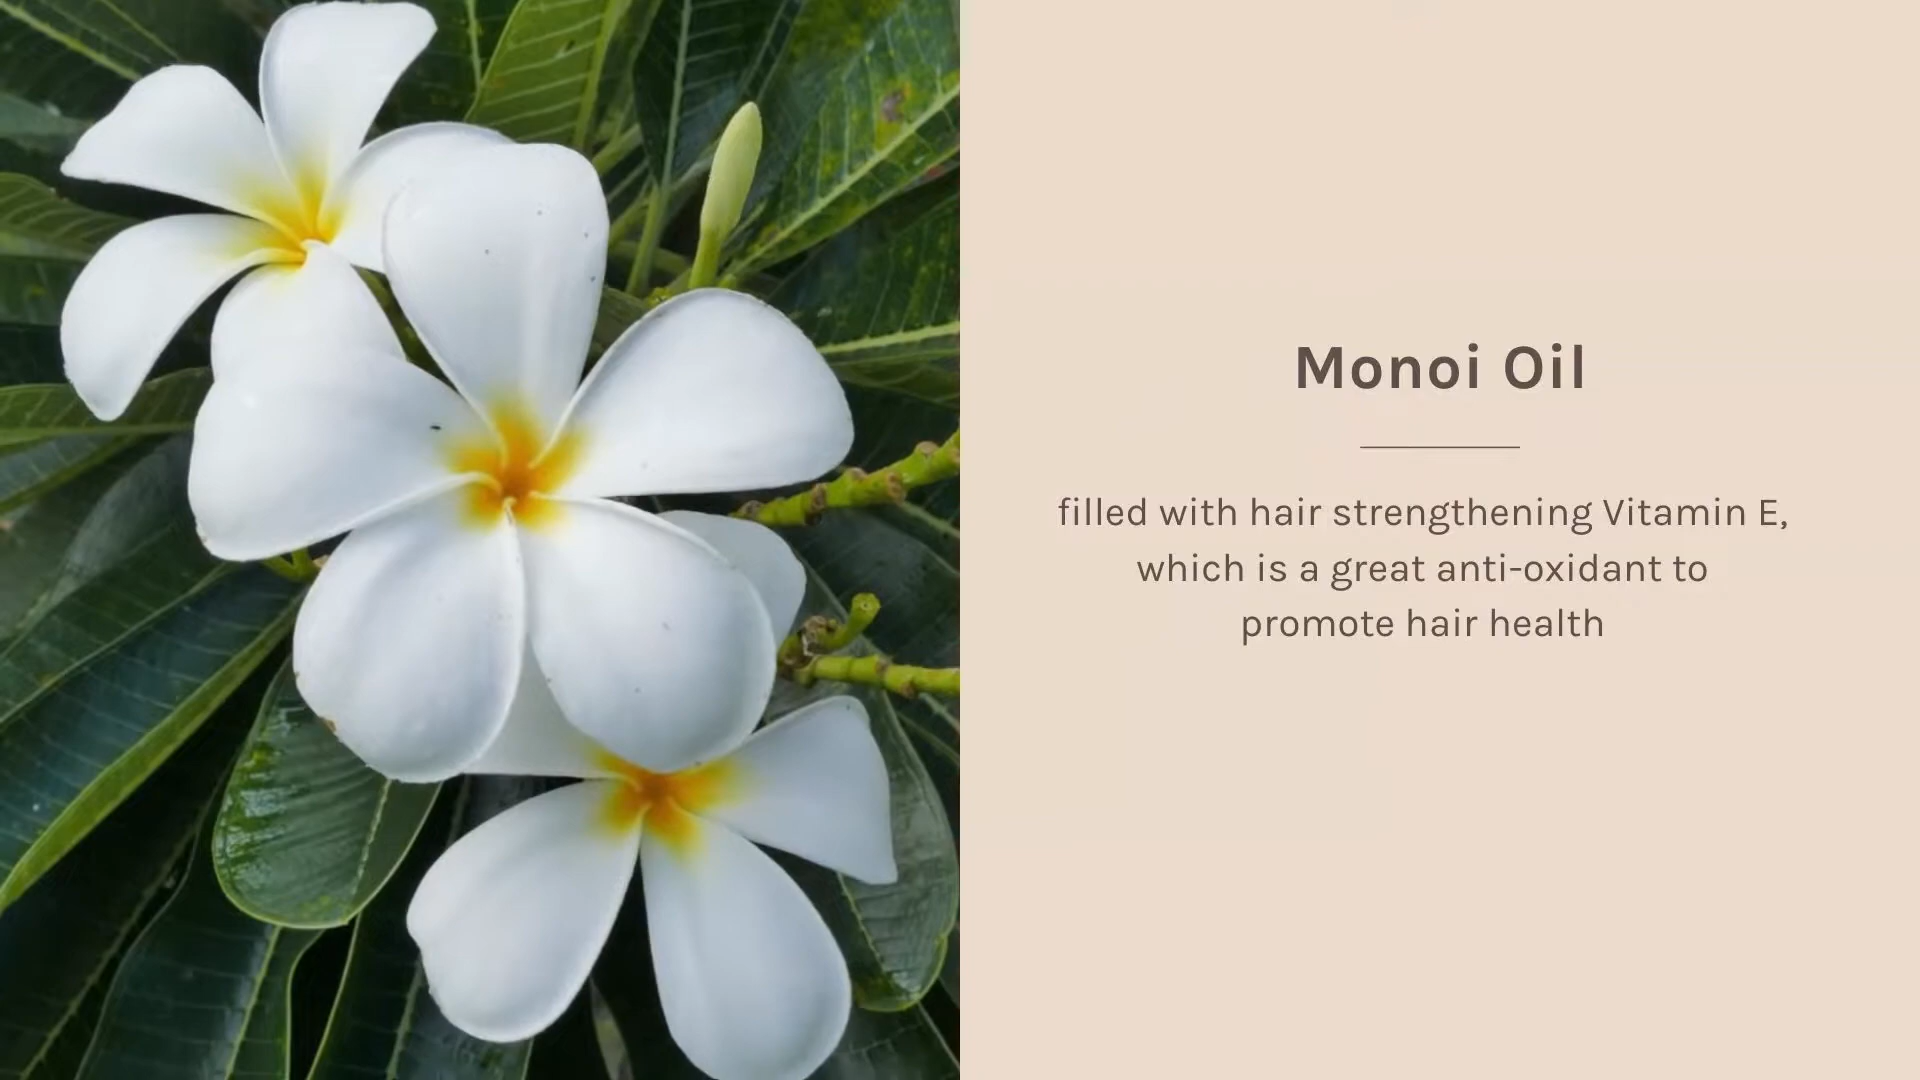 Monoi Oil
filled with hair strengthening Vitamin E,
which is a great anti-oxidant to
promote hair health